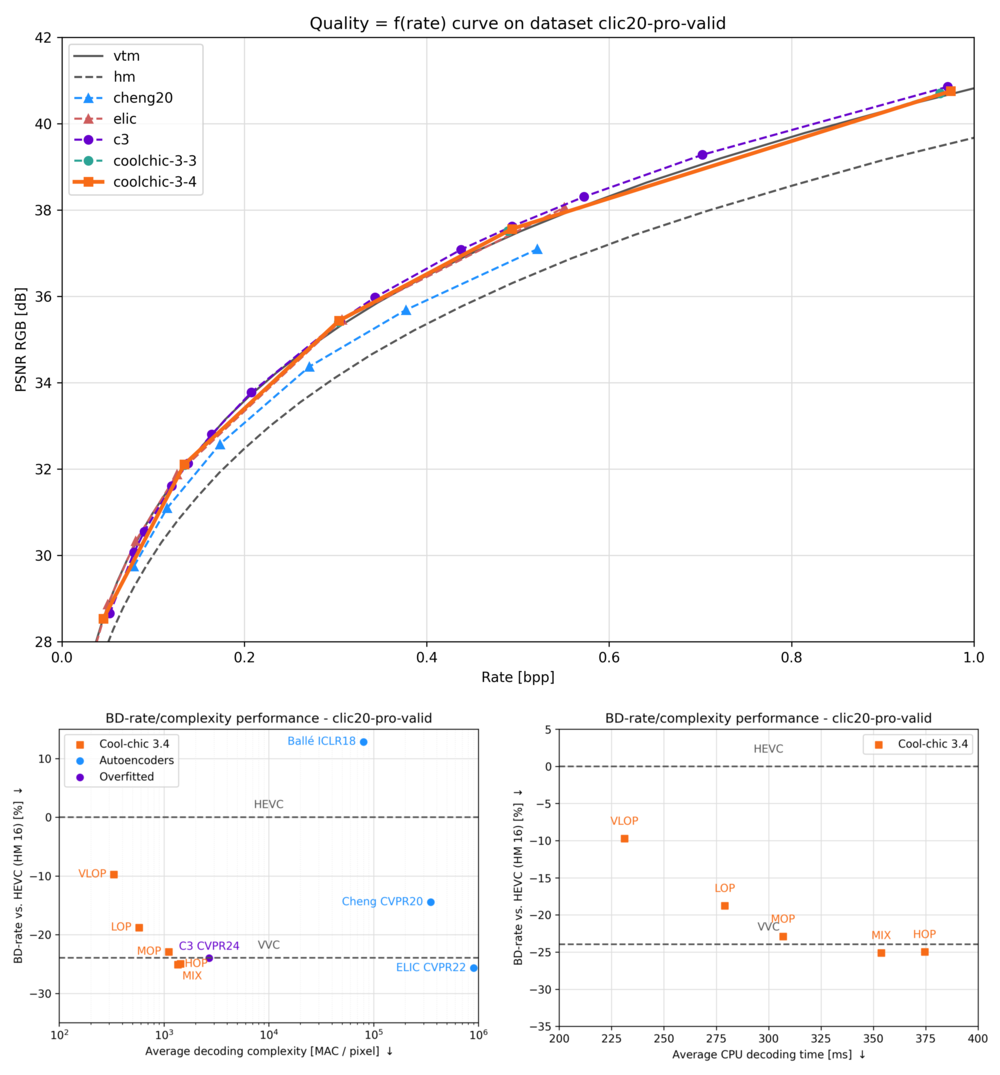 Quality = f(rate) curve on dataset clic20-pro-valid
42
40
38
36
34
32
30
28
PSNR RGB [dB]
vtm
hm
cheng20
elic
c3
coolchic-3-3
coolchic-3-4
0.0
0.2
0.4
0.6
0.8
1.0
Rate [bpp]
BD-rate/complexity performance - clic20-pro-valid
10
0
−10
−20
−30
BD-rate vs. HEVC (HM 16) [%] ↓
Cool-chic 3.4
Autoencoders
Overfitted
Ballé ICLR18
HEVC
VLOP
Cheng CVPR20
LOP
MOP
C3 CVPR24
VVC
HOP
MIX
ELIC CVPR22
10²
10³
10⁴
10⁵
10⁶
Average decoding complexity [MAC / pixel] ↓
BD-rate/complexity performance - clic20-pro-valid
5
0
−5
−10
−15
−20
−25
−30
−35
BD-rate vs. HEVC (HM 16) [%] ↓
Cool-chic 3.4
HEVC
VLOP
LOP
MOP
VVC
MIX
HOP
200
225
250
275
300
325
350
375
400
Average CPU decoding time [ms] ↓